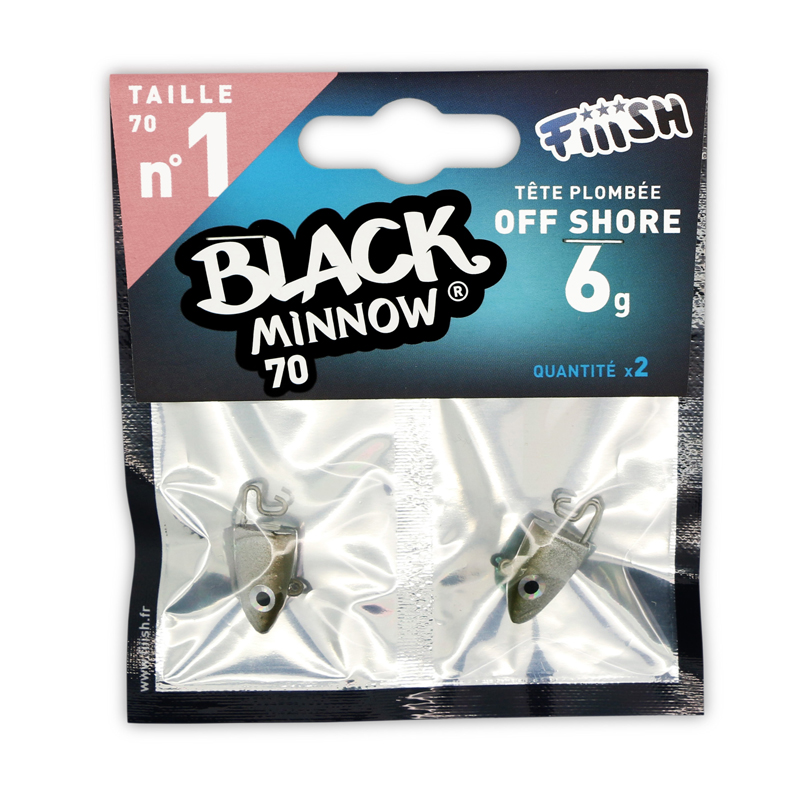 TAILLE
70
n°1
FiiiSH
TÊTE PLOMBÉE
OFF SHORE
6g
BLACK
MiNNOW®
70
QUANTITÉ x2
www.fiiish.fr